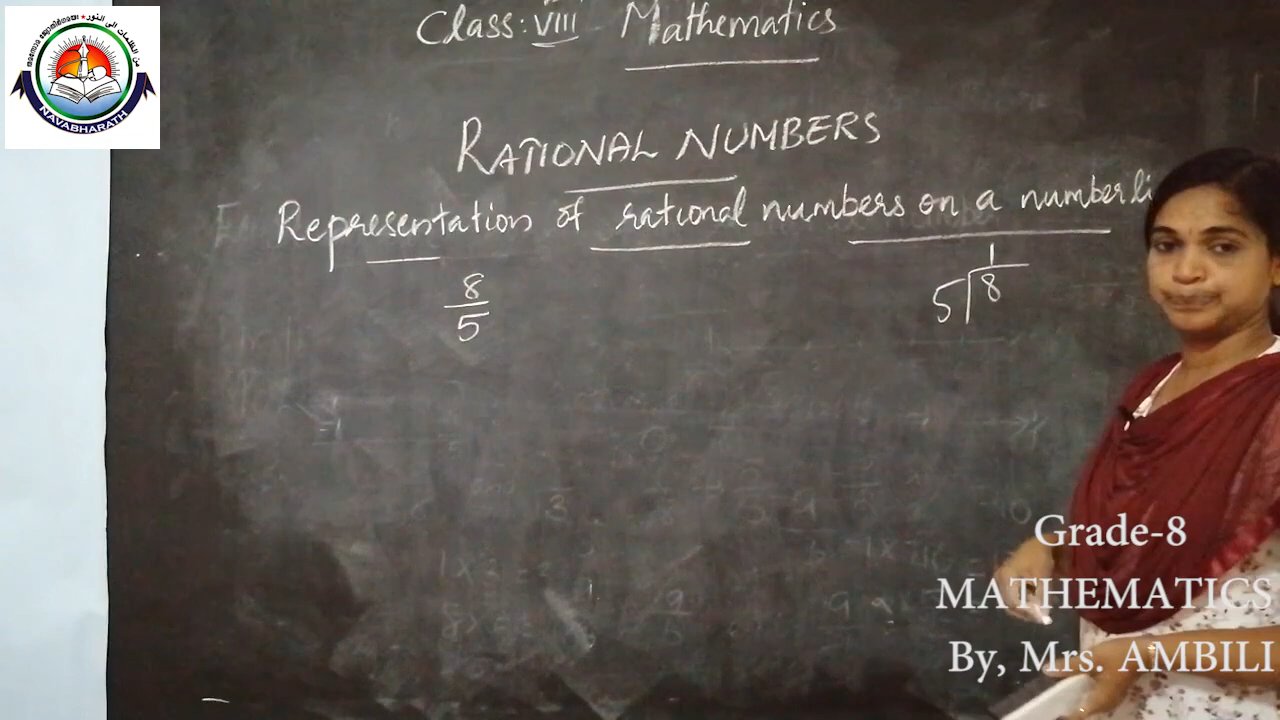 Class: VIII Mathematics
RATIONAL NUMBERS
Representation of rational numbers on a numberli
8
5
1
5 8
NAVABHARATH
Grade-8
MATHEMATICS
By, Mrs. AMBILI